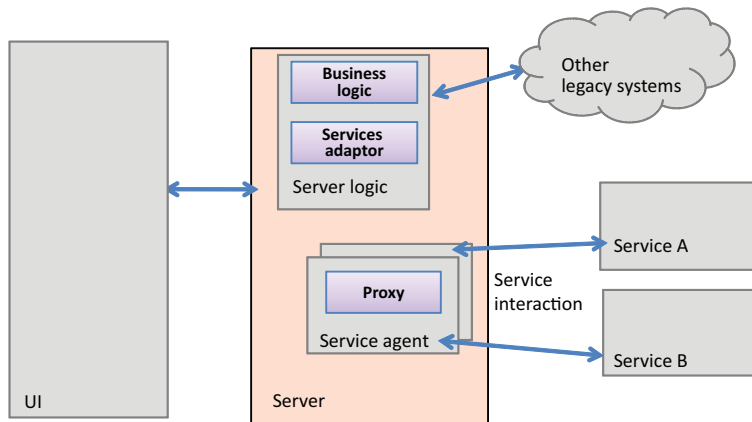 Business
logic
Services
adaptor
Server logic
Other
legacy systems
Proxy
Service agent
Service
interaction
Service A
Service B
UI
Server